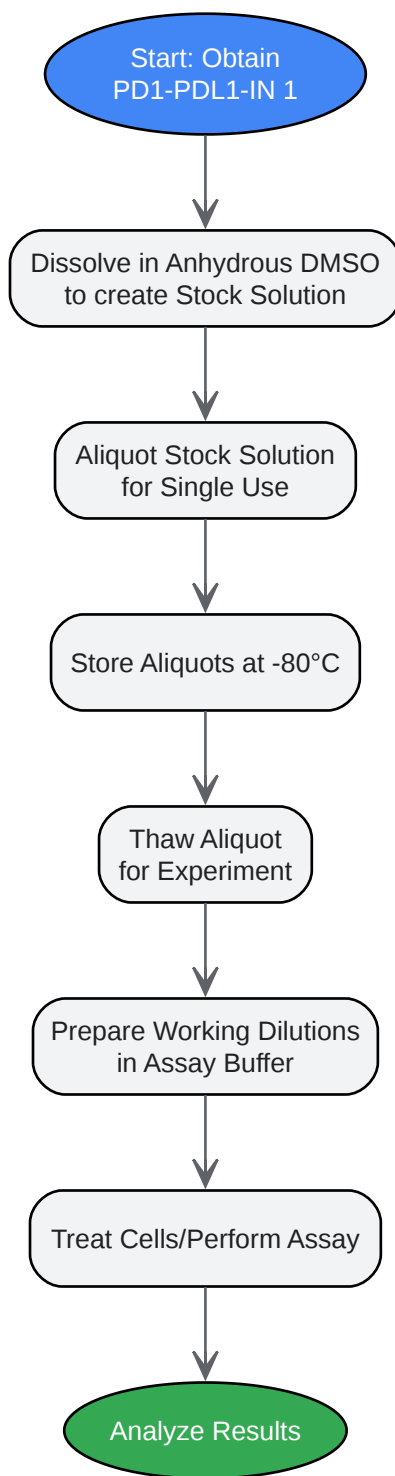 Start: Obtain
PD1-PDL1-IN 1
Dissolve in Anhydrous DMSO
to create Stock Solution
Aliquot Stock Solution
for Single Use
Store Aliquots at -80°C
Thaw Aliquot
for Experiment
Prepare Working Dilutions
in Assay Buffer
Treat Cells/Perform Assay
Analyze Results